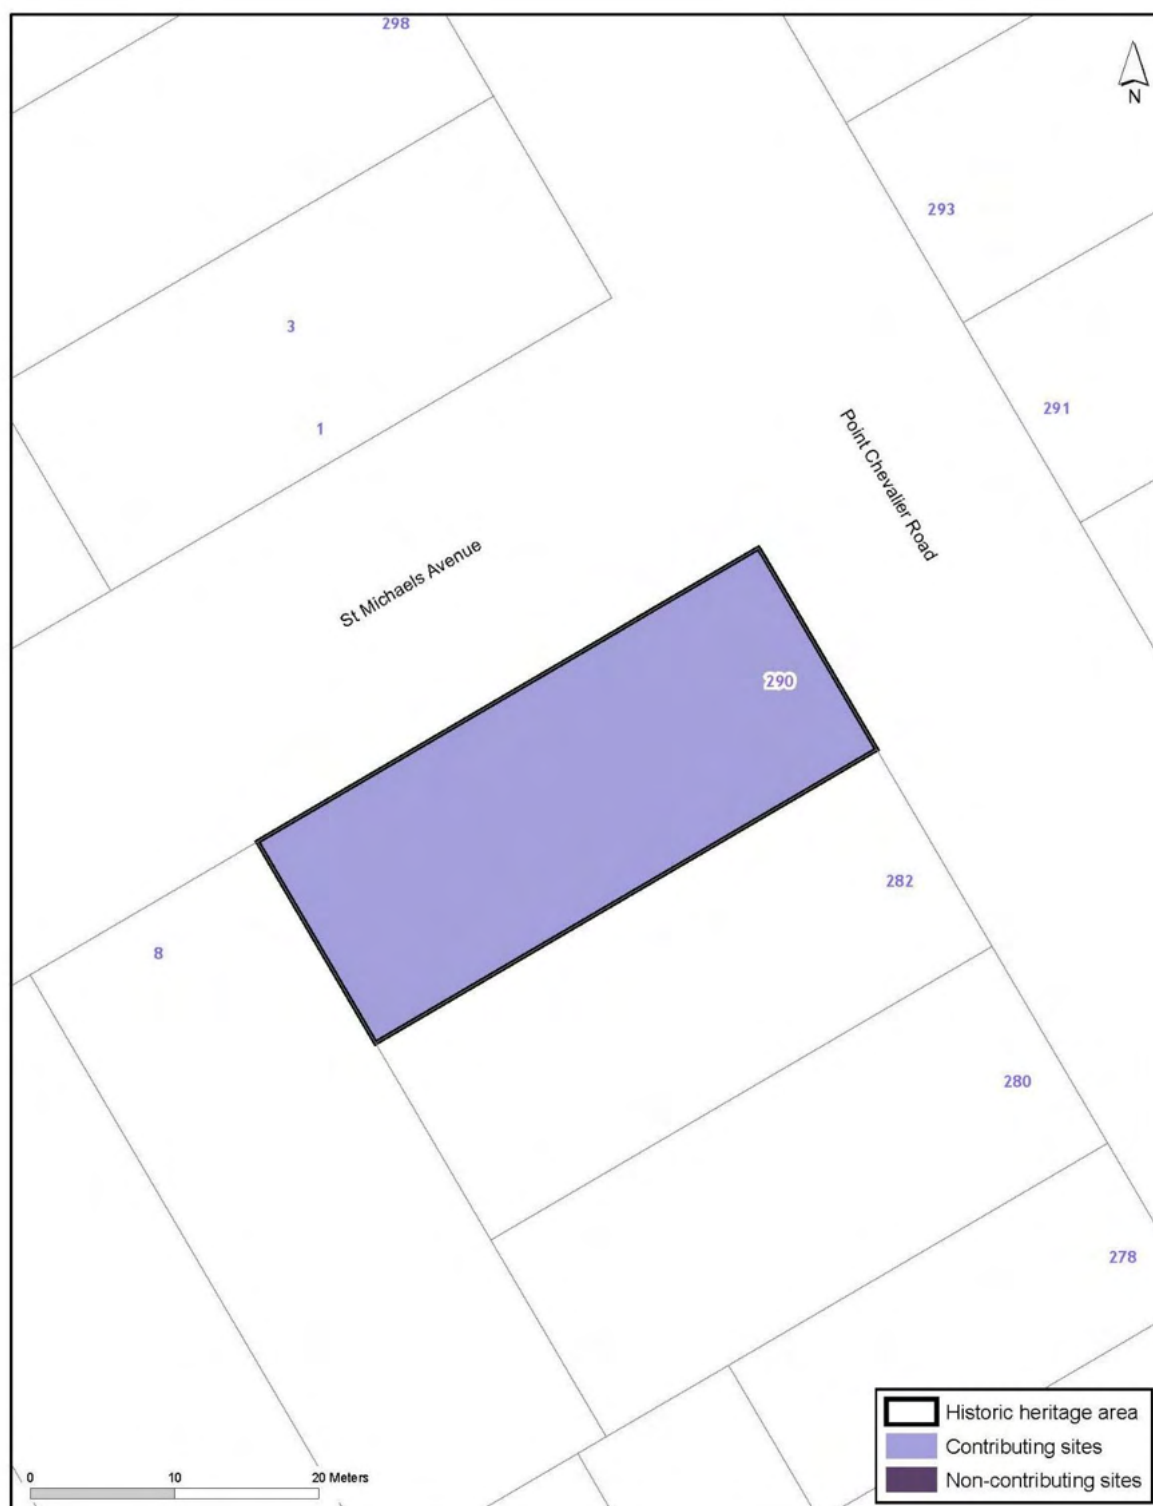 298
N
293
3
291
1
Point Chevalier Road
St Michaels Avenue
290
282
8
280
278
Historic heritage area
Contributing sites
Non-contributing sites
0 10 20 Meters